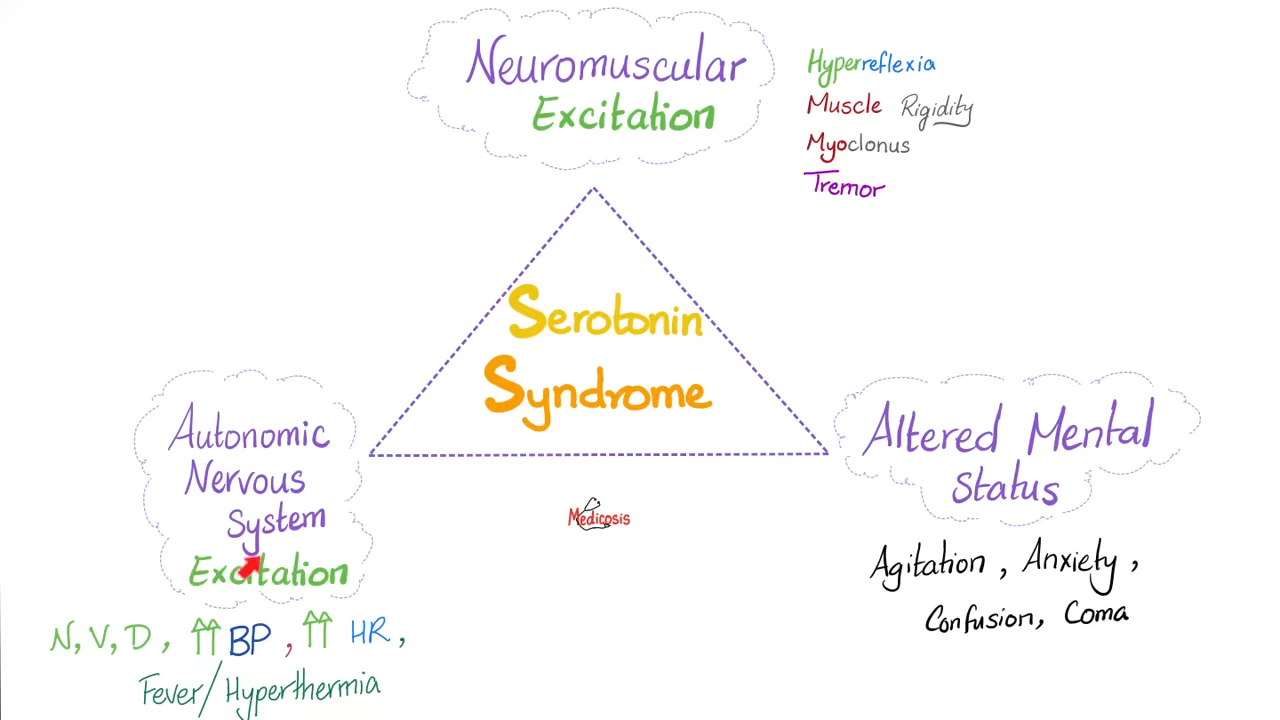 Neuromuscular
Excitation
Hyperreflexia
Muscle Rigidity
Myoclonus
Tremor
Serotonin
Syndrome
Autonomic
Nervous
System
Excitation
N, V, D, ⇈ BP, ⇈ HR,
Fever/Hyperthermia
Medicosis
Altered Mental
Status
Agitation, Anxiety,
Confusion, Coma